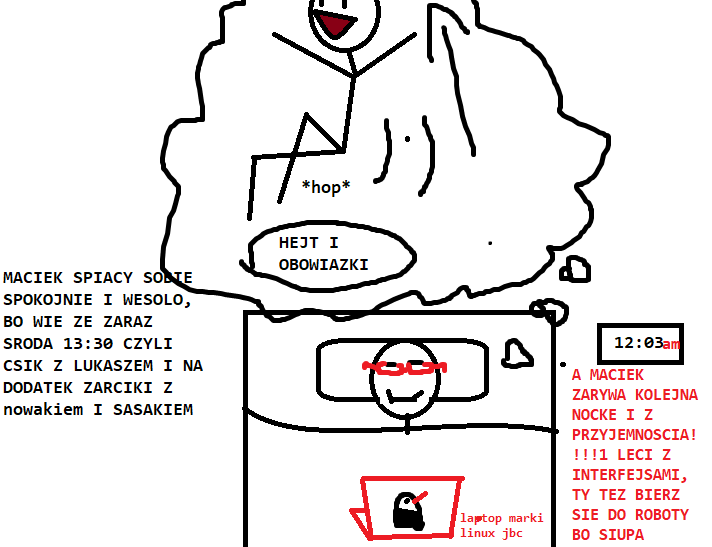 *hop*
HEJT I
OBOWIAZKI
MACIEK SPIACY SOBIE
SPOKOJNIE I WESOLO,
BO WIE ZE ZARAZ
SRODA 13:30 CZYLI
CSIK Z LUKASZEM I NA
DODATEK ZARCIKI Z
nowakiem I SASAKIEM
12:03am
A MACIEK
ZARYWA KOLEJNA
NOCKE I Z
PRZYJEMNOSCIA!
!!!1 LECI Z
INTERFEJSAMI,
TY TEZ BIERZ
SIE DO ROBOTY
BO SIUPA
laptop marki
linux jbc